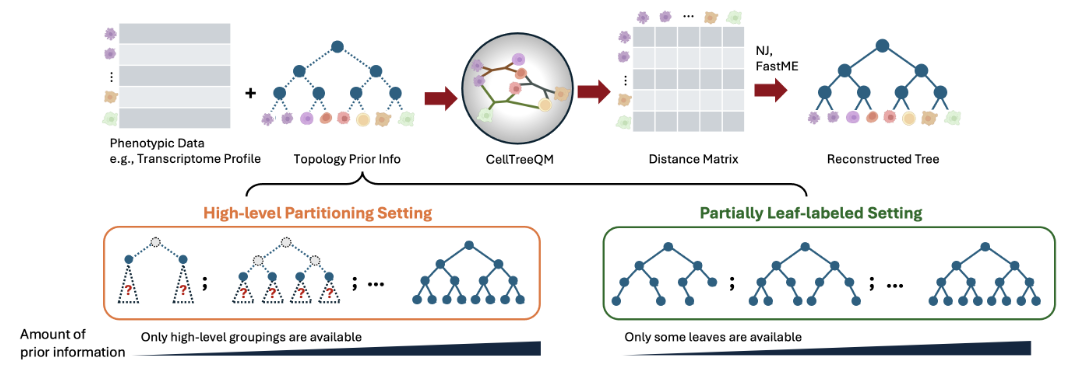 NJ,
FastME
⋮
⋮
+
...
⋮
Phenotypic Data
e.g., Transcriptome Profile
Topology Prior Info
CellTreeQM
Distance Matrix
Reconstructed Tree
High-level Partitioning Setting
Partially Leaf-labeled Setting
? ? ; ? ? ? ? ; ...
; ; ...
Amount of
prior information
Only high-level groupings are available
Only some leaves are available